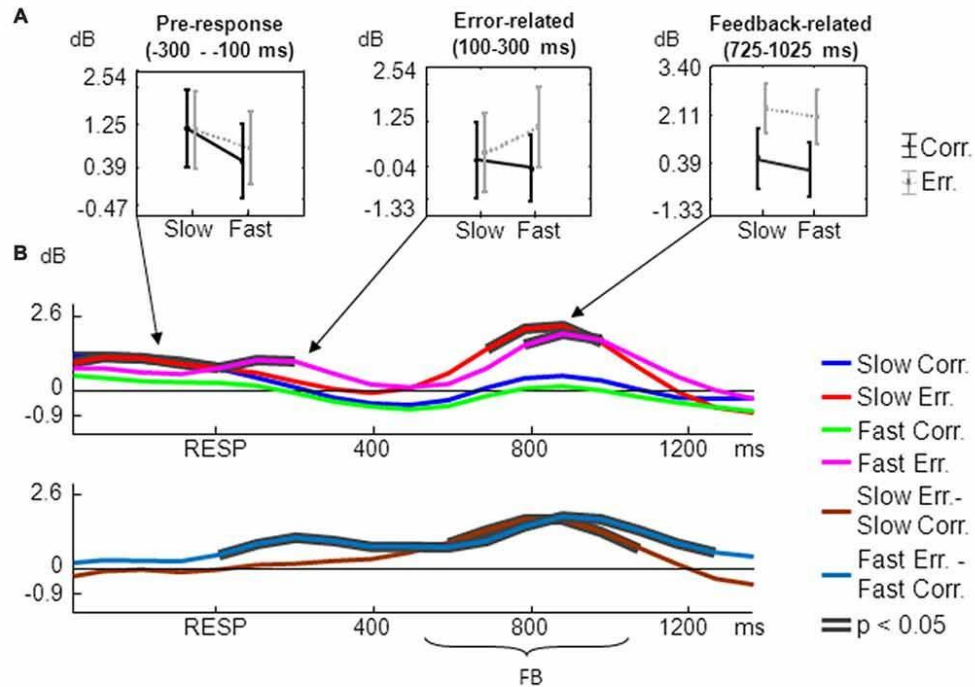 A
Pre-response
(-300 - -100 ms)
dB
2.54
1.25
0.39
-0.47
Slow Fast
Error-related
(100-300 ms)
dB
2.54
1.25
-0.04
-1.33
Slow Fast
Feedback-related
(725-1025 ms)
dB
3.40
2.11
0.39
-1.33
Slow Fast
Corr.
Err.
B
dB
2.6
0
-0.9
RESP 400 800 1200 ms
2.6
0
-0.9
RESP 400 800 1200 ms
FB
Slow Corr.
Slow Err.
Fast Corr.
Fast Err.
Slow Err.-
Slow Corr.
Fast Err. -
Fast Corr.
p < 0.05